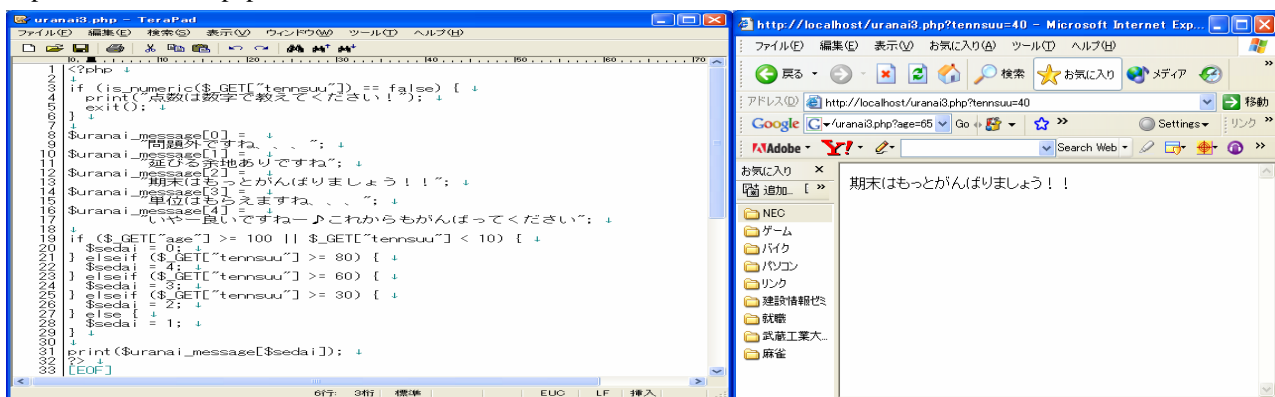 uranai3.php - TeraPad
ファイル(F) 編集(E) 検索(S) 表示(V) ウィンドウ(W) ツール(T) ヘルプ(H)
0 10 20 30 40 50 60 70
1 <?php ↓
2 ↓
3 if (is_numeric($_GET["tennsuu"]) == false) { ↓
4 print("点数は数字で教えてください！"); ↓
5 exit(); ↓
6 } ↓
7 ↓
8 $uranai_message[0] = ↓
9 "問題外ですね、、、"; ↓
10 $uranai_message[1] = ↓
11 "延びる余地ありですね"; ↓
12 $uranai_message[2] = ↓
13 "期末はもっとがんばりましょう！！"; ↓
14 $uranai_message[3] = ↓
15 "単位はもらえますね、、、"; ↓
16 $uranai_message[4] = ↓
17 "いやー良いですねー♪これからもがんばってください"; ↓
18 ↓
19 if ($_GET["age"] >= 100 || $_GET["tennsuu"] < 10) { ↓
20 $sedai = 0; ↓
21 } elseif ($_GET["tennsuu"] >= 80) { ↓
22 $sedai = 4; ↓
23 } elseif ($_GET["tennsuu"] >= 60) { ↓
24 $sedai = 3; ↓
25 } elseif ($_GET["tennsuu"] >= 30) { ↓
26 $sedai = 2; ↓
27 } else { ↓
28 $sedai = 1; ↓
29 } ↓
30 ↓
31 print($uranai_message[$sedai]); ↓
32 ?> ↓
33 [EOF]
6行: 3桁 標準 EUC LF 挿入
http://localhost/uranai3.php?tennsuu=40 - Microsoft Internet Exp...
ファイル(F) 編集(E) 表示(V) お気に入り(A) ツール(T) ヘルプ(H)
戻る 検索 お気に入り メディア
アドレス(D) http://localhost/uranai3.php?tennsuu=40 移動
Google /uranai3.php?age=65 Go Settings リンク
Adobe Y! Search Web
お気に入り
追加... [
NEC
ゲーム
バイク
パソコン
リンク
建設情報ゼミ
就職
武蔵工業大...
麻雀
期末はもっとがんばりましょう！！